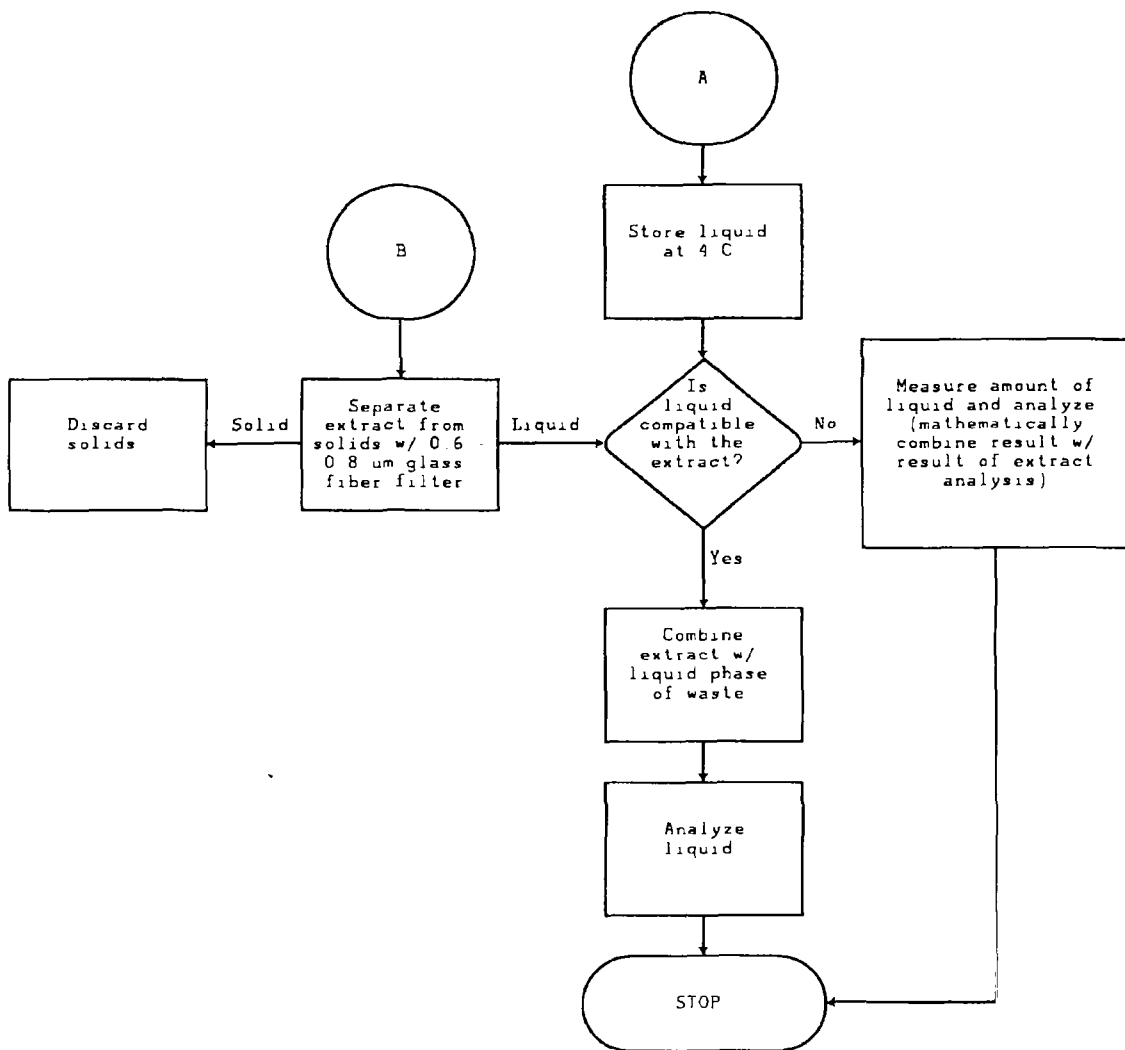 A
Store liquid
at 4 C
B
Discard
solids
Solid
Separate
extract from
solids w/ 0.6
0.8 um glass
fiber filter
Liquid
Is
liquid
compatible
with the
extract?
No
Measure amount of
liquid and analyze
(mathematically
combine result w/
result of extract
analysis)
Yes
Combine
extract w/
liquid phase
of waste
Analyze
liquid
STOP